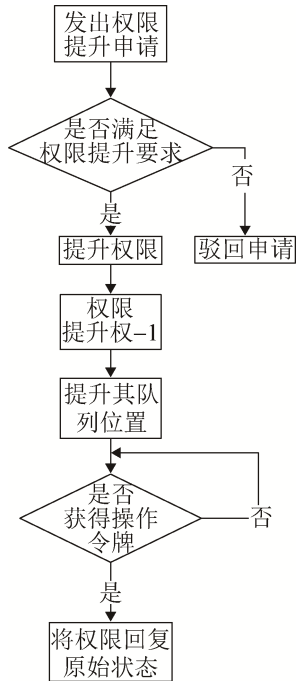 发出权限
提升申请
是否满足
权限提升要求
否
是
提升权限
驳回申请
权限
提升权-1
提升其队
列位置
是否
获得操作
令牌
否
是
将权限回复
原始状态